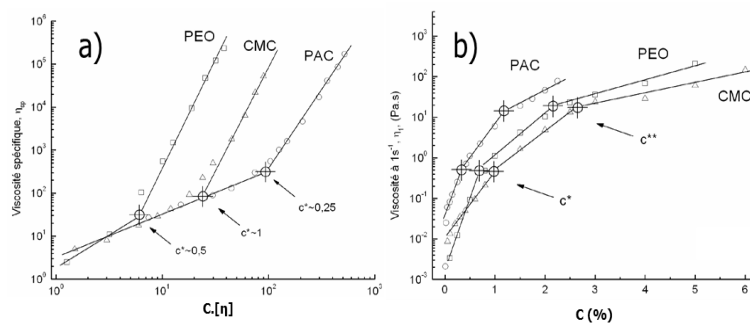 a)
PEO
CMC
PAC
Viscosité spécifique, ηsp
10⁶
10⁵
10⁴
10³
10²
10¹
10⁰
c*~0,25
c*~1
c*~0,5
10⁰ 10¹ 10² 10³
C.[η]
b)
PAC
PEO
CMC
Viscosité à 1s⁻¹, η₁, (Pa.s)
10³
10²
10¹
10⁰
10⁻¹
10⁻²
10⁻³
c**
c*
0 1 2 3 4 5 6
C (%)